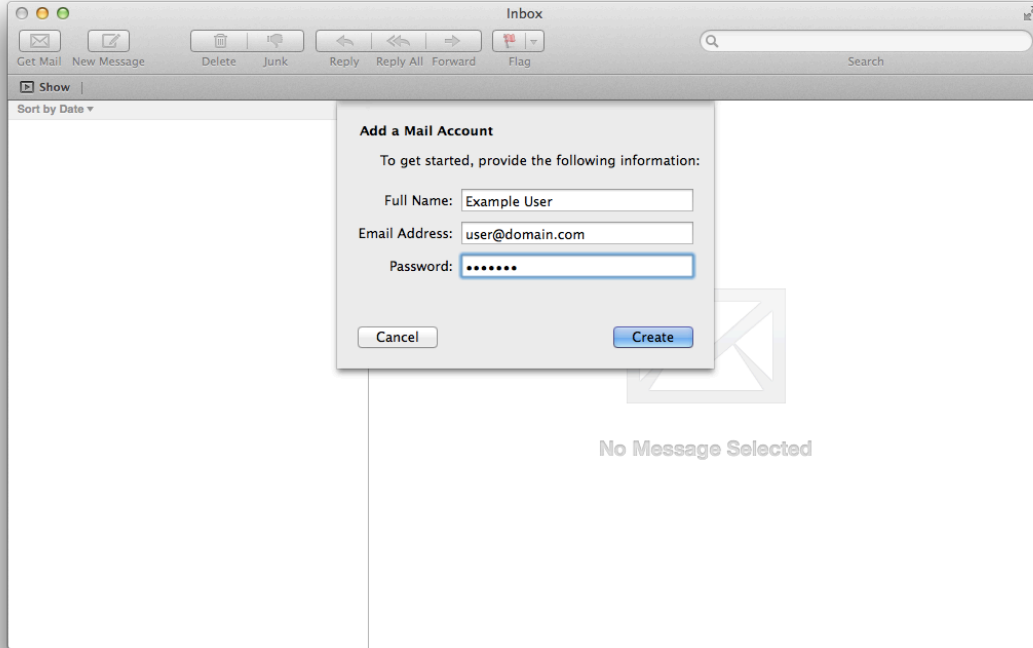 Inbox
Get Mail New Message Delete Junk Reply Reply All Forward Flag Search
Show
Sort by Date
Add a Mail Account
To get started, provide the following information:
Full Name: Example User
Email Address: user@domain.com
Password: •••••••
Cancel Create
No Message Selected